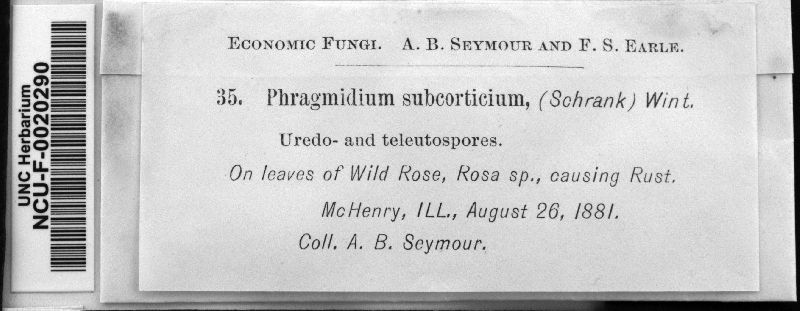 UNC Herbarium
NCU-F-0020290
Economic Fungi. A. B. Seymour and F. S. Earle.
35. Phragmidium subcorticium, (Schrank) Wint.
Uredo- and teleutospores.
On leaves of Wild Rose, Rosa sp., causing Rust.
McHenry, ILL., August 26, 1881.
Coll. A. B. Seymour.